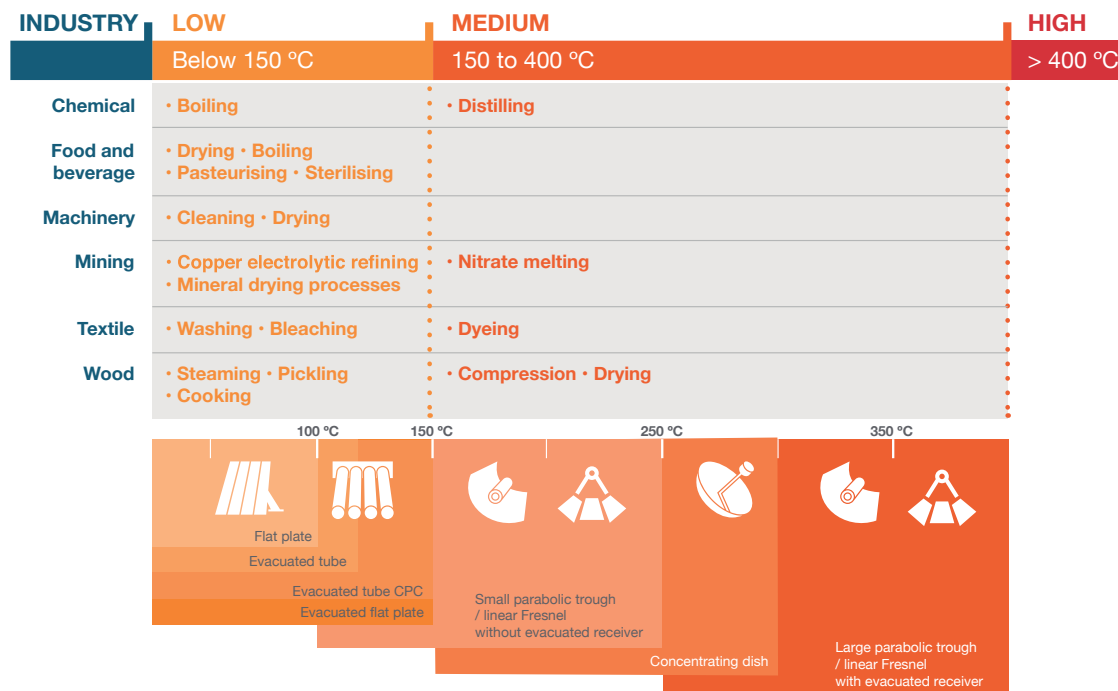 INDUSTRY LOW MEDIUM HIGH
Below 150 ºC 150 to 400 ºC > 400 ºC
Chemical • Boiling • Distilling
Food and
beverage
• Drying • Boiling
• Pasteurising • Sterilising
Machinery • Cleaning • Drying
Mining • Copper electrolytic refining • Nitrate melting
• Mineral drying processes
Textile • Washing • Bleaching • Dyeing
Wood • Steaming • Pickling • Compression • Drying
• Cooking
100 ºC 150 ºC 250 ºC 350 ºC
Flat plate
Evacuated tube
Evacuated tube CPC
Evacuated flat plate
Small parabolic trough
/ linear Fresnel
without evacuated receiver
Concentrating dish
Large parabolic trough
/ linear Fresnel
with evacuated receiver